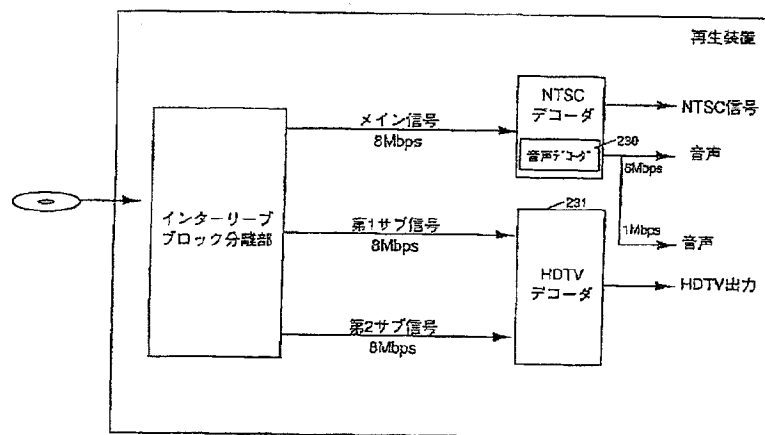 再生装置
NTSC
デコーダ
音声デコーダ
230
NTSC信号
メイン信号
8Mbps
音声
6Mbps
インターリーブ
ブロック分離部
第1サブ信号
8Mbps
231
1Mbps
音声
HDTV
デコーダ
HDTV出力
第2サブ信号
8Mbps